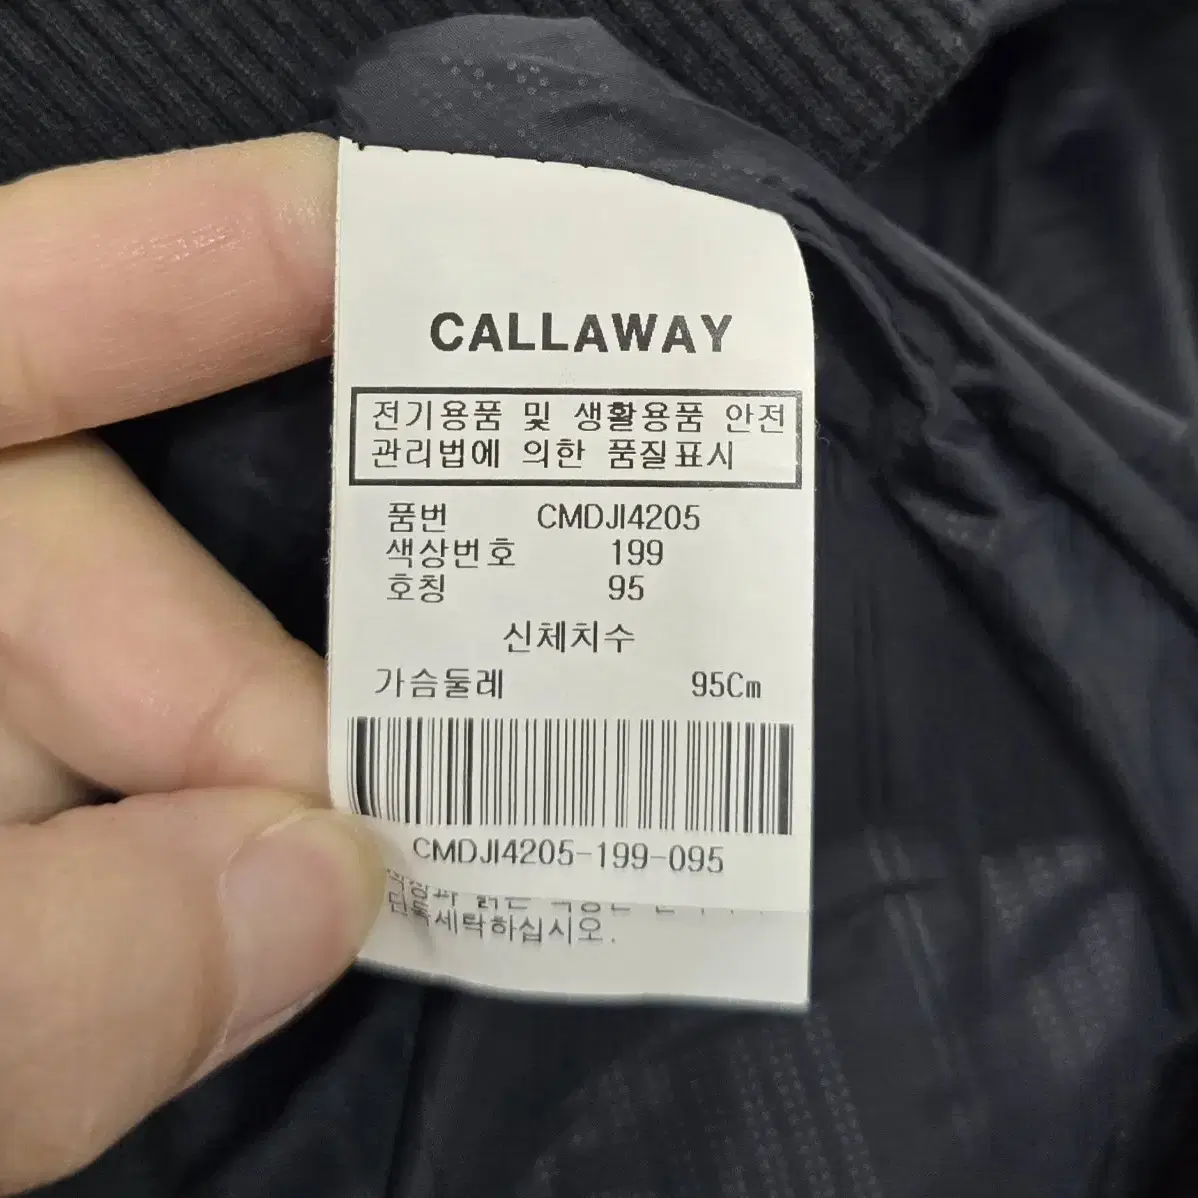 CALLAWAY
전기용품 및 생활용품 안전
관리법에 의한 품질표시
품번 CMDJI4205
색상번호 199
호칭 95
신체치수
가슴둘레 95Cm
CMDJI4205-199-095
단독세탁하십시오.